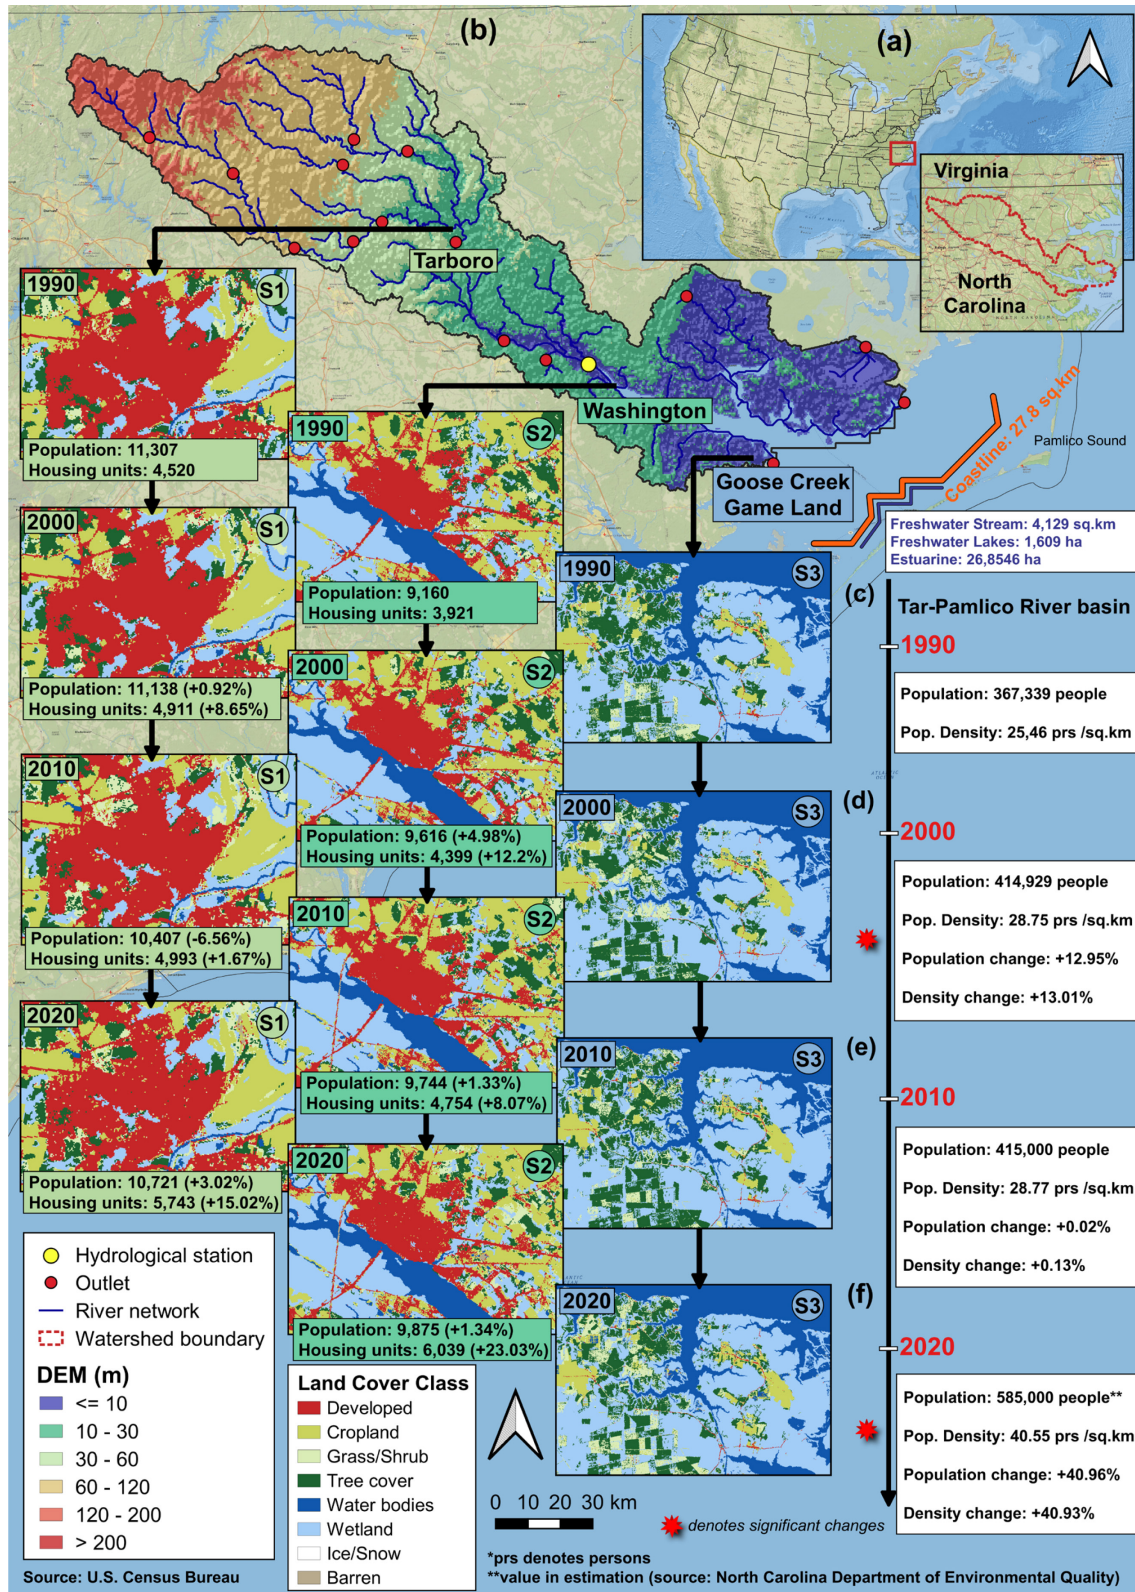 (b)
(a)
Virginia
North
Carolina
Tarboro
Washington
Goose Creek
Game Land
Coastline: 27.8 sq.km
Pamlico Sound
Freshwater Stream: 4,129 sq.km
Freshwater Lakes: 1,609 ha
Estuarine: 26,8546 ha
1990
S1
Population: 11,307
Housing units: 4,520
2000
S1
Population: 11,138 (+0.92%)
Housing units: 4,911 (+8.65%)
2010
S1
Population: 10,407 (-6.56%)
Housing units: 4,993 (+1.67%)
2020
S1
Population: 10,721 (+3.02%)
Housing units: 5,743 (+15.02%)
1990
S2
Population: 9,160
Housing units: 3,921
2000
S2
Population: 9,616 (+4.98%)
Housing units: 4,399 (+12.2%)
2010
S2
Population: 9,744 (+1.33%)
Housing units: 4,754 (+8.07%)
2020
S2
Population: 9,875 (+1.34%)
Housing units: 6,039 (+23.03%)
1990
S3
(c)
2000
S3
(d)
2010
S3
(e)
2020
S3
(f)
Tar-Pamlico River basin
1990
Population: 367,339 people
Pop. Density: 25,46 prs /sq.km
2000
Population: 414,929 people
Pop. Density: 28.75 prs /sq.km
Population change: +12.95%
Density change: +13.01%
2010
Population: 415,000 people
Pop. Density: 28.77 prs /sq.km
Population change: +0.02%
Density change: +0.13%
2020
Population: 585,000 people**
Pop. Density: 40.55 prs /sq.km
Population change: +40.96%
Density change: +40.93%
Hydrological station
Outlet
River network
Watershed boundary
DEM (m)
<= 10
10 - 30
30 - 60
60 - 120
120 - 200
> 200
Source: U.S. Census Bureau
Land Cover Class
Developed
Cropland
Grass/Shrub
Tree cover
Water bodies
Wetland
Ice/Snow
Barren
0 10 20 30 km
denotes significant changes
*prs denotes persons
**value in estimation (source: North Carolina Department of Environmental Quality)